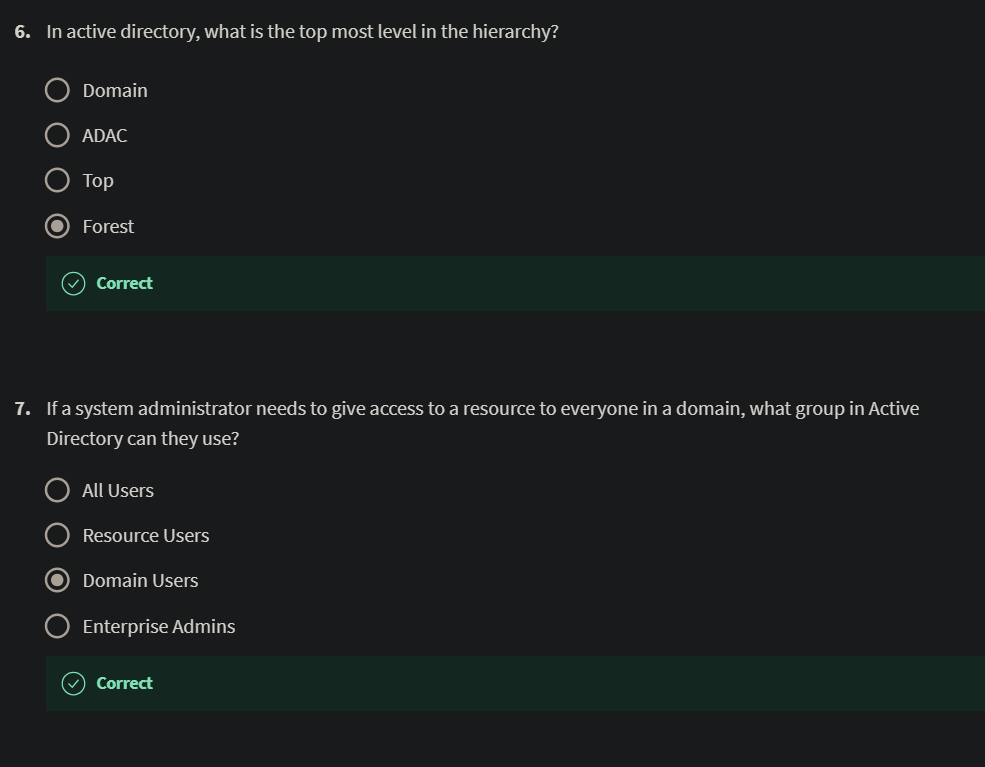 6. In active directory, what is the top most level in the hierarchy?
Domain
ADAC
Top
Forest
Correct
7. If a system administrator needs to give access to a resource to everyone in a domain, what group in Active
Directory can they use?
All Users
Resource Users
Domain Users
Enterprise Admins
Correct